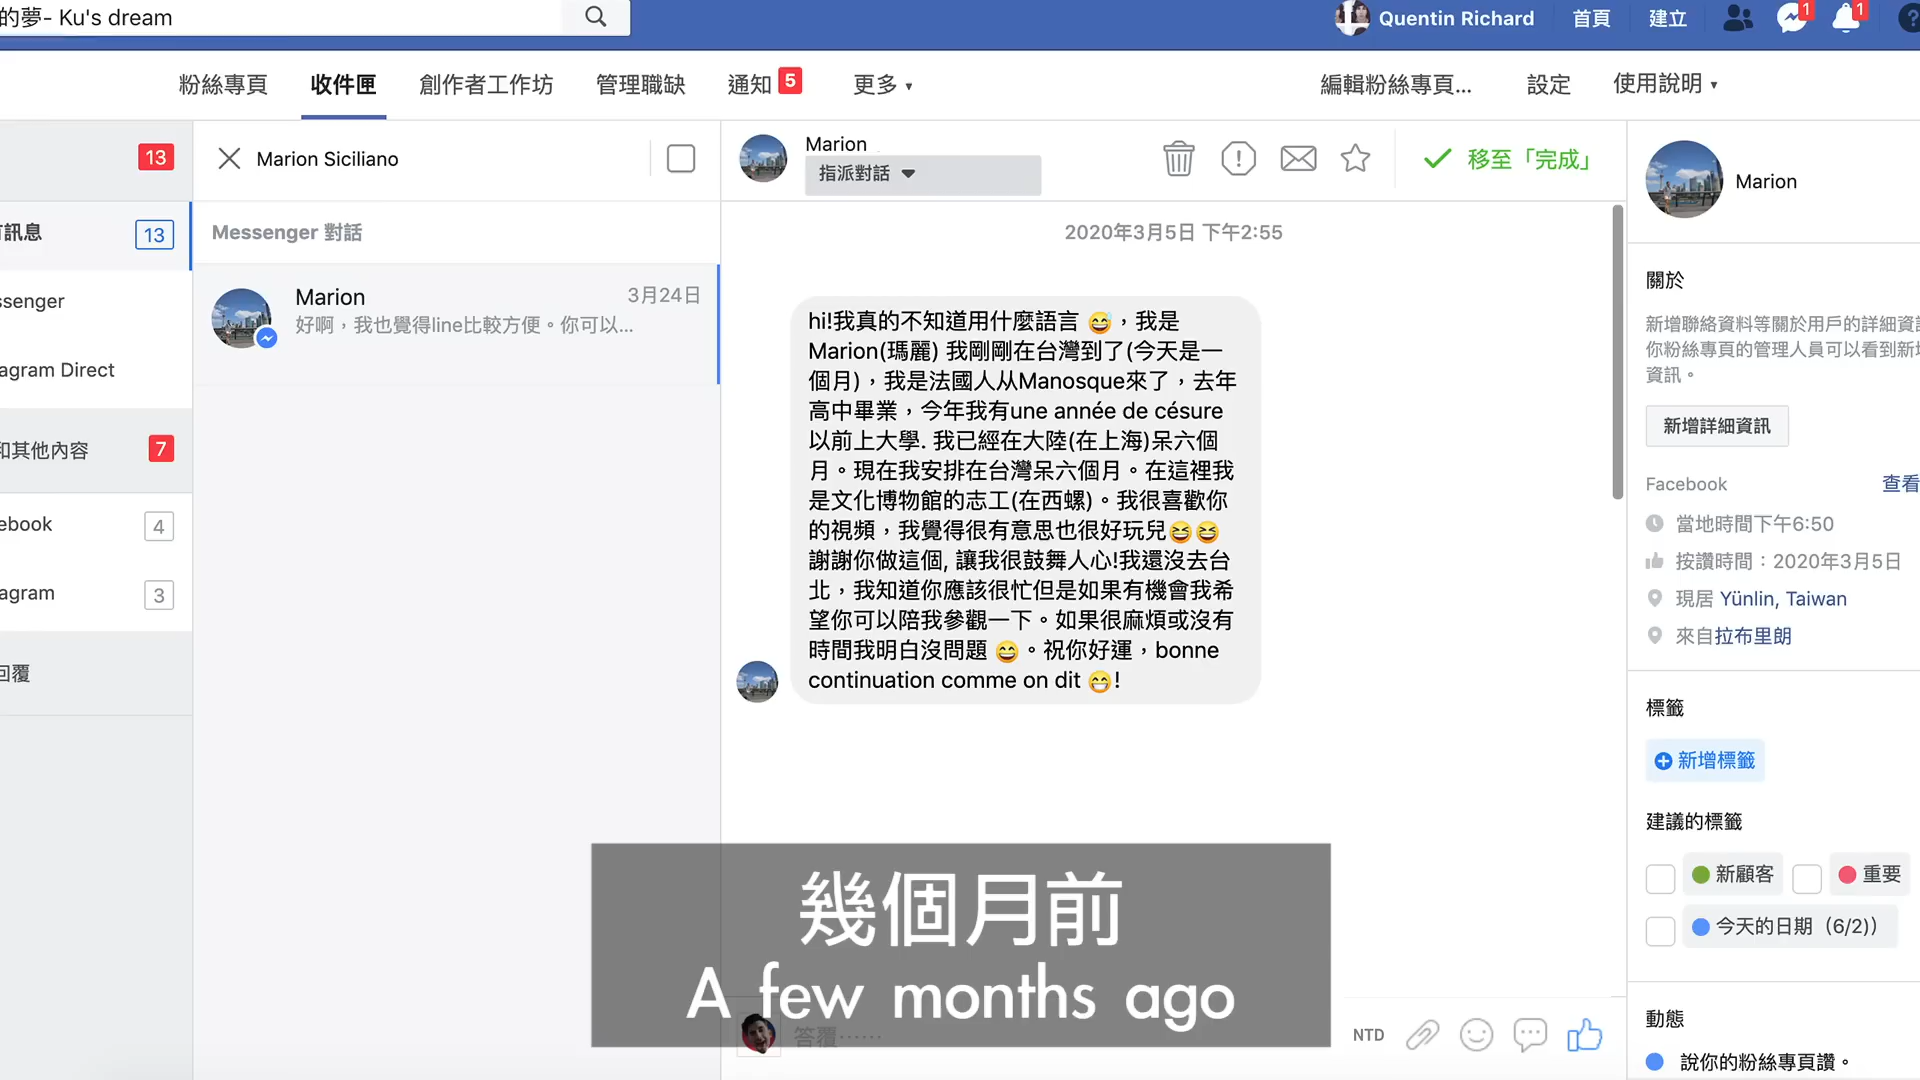 的夢- Ku's dream
Quentin Richard
首頁
建立
1
1
粉絲專頁
收件匣
創作者工作坊
管理職缺
通知 5
更多
編輯粉絲專頁...
設定
使用說明
13
訊息
13
ssenger
agram Direct
和其他內容
7
ebook
4
agram
3
回覆
Marion Siciliano
Messenger 對話
Marion
3月24日
好啊，我也覺得line比較方便。你可以...
Marion
指派對話
移至「完成」
2020年3月5日 下午2:55
hi!我真的不知道用什麼語言 😅，我是
Marion(瑪麗) 我剛剛在台灣到了(今天是一
個月)，我是法國人从Manosque來了，去年
高中畢業，今年我有une année de césure
以前上大學. 我已經在大陸(在上海)呆六個
月。現在我安排在台灣呆六個月。在這裡我
是文化博物館的志工(在西螺)。我很喜歡你
的視頻，我覺得很有意思也很好玩兒😆😆
謝謝你做這個, 讓我很鼓舞人心!我還沒去台
北，我知道你應該很忙但是如果有機會我希
望你可以陪我參觀一下。如果很麻煩或沒有
時間我明白沒問題 😄。祝你好運，bonne
continuation comme on dit 😁!
幾個月前
A few months ago
答覆……
NTD
Marion
關於
新增聯絡資料等關於用戶的詳細資
你粉絲專頁的管理人員可以看到新
資訊。
新增詳細資訊
Facebook
查看
當地時間下午6:50
按讚時間：2020年3月5日
現居 Yünlin, Taiwan
來自拉布里朗
標籤
新增標籤
建議的標籤
新顧客
重要
今天的日期（6/2)）
動態
說你的粉絲專頁讚。